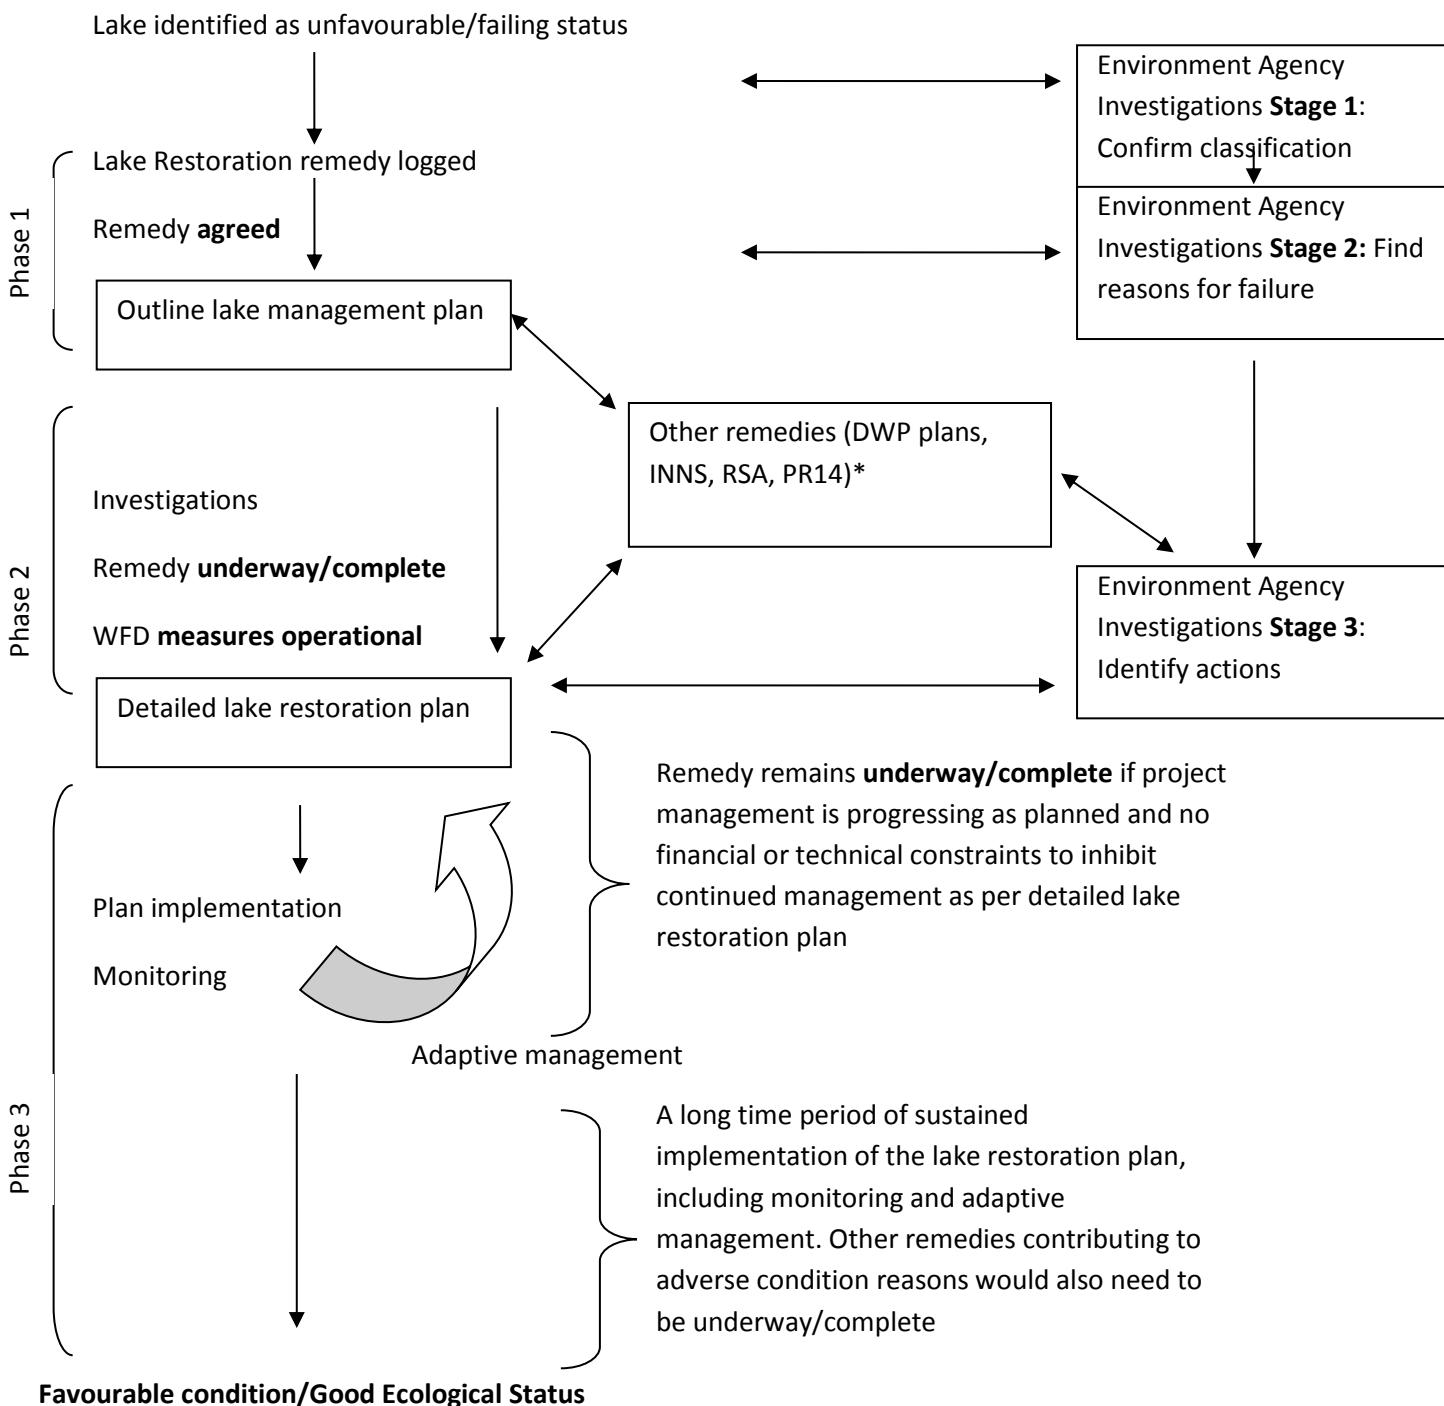 Lake identified as unfavourable/failing status
Environment Agency
Investigations Stage 1:
Confirm classification
Phase 1
Lake Restoration remedy logged
Remedy agreed
Outline lake management plan
Environment Agency
Investigations Stage 2: Find
reasons for failure
Other remedies (DWP plans,
INNS, RSA, PR14)*
Phase 2
Investigations
Remedy underway/complete
WFD measures operational
Detailed lake restoration plan
Environment Agency
Investigations Stage 3:
Identify actions
Remedy remains underway/complete if project
management is progressing as planned and no
financial or technical constraints to inhibit
continued management as per detailed lake
restoration plan
Phase 3
Plan implementation
Monitoring
Adaptive management
A long time period of sustained
implementation of the lake restoration plan,
including monitoring and adaptive
management. Other remedies contributing to
adverse condition reasons would also need to
be underway/complete
Favourable condition/Good Ecological Status